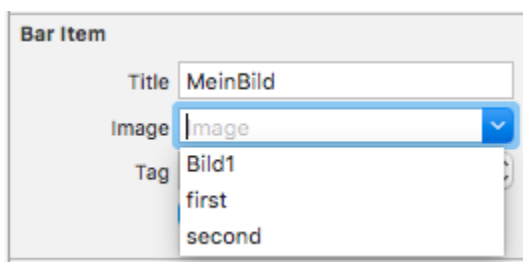 Bar Item
Title MeinBild
Image Image
Tag Bild1
first
second